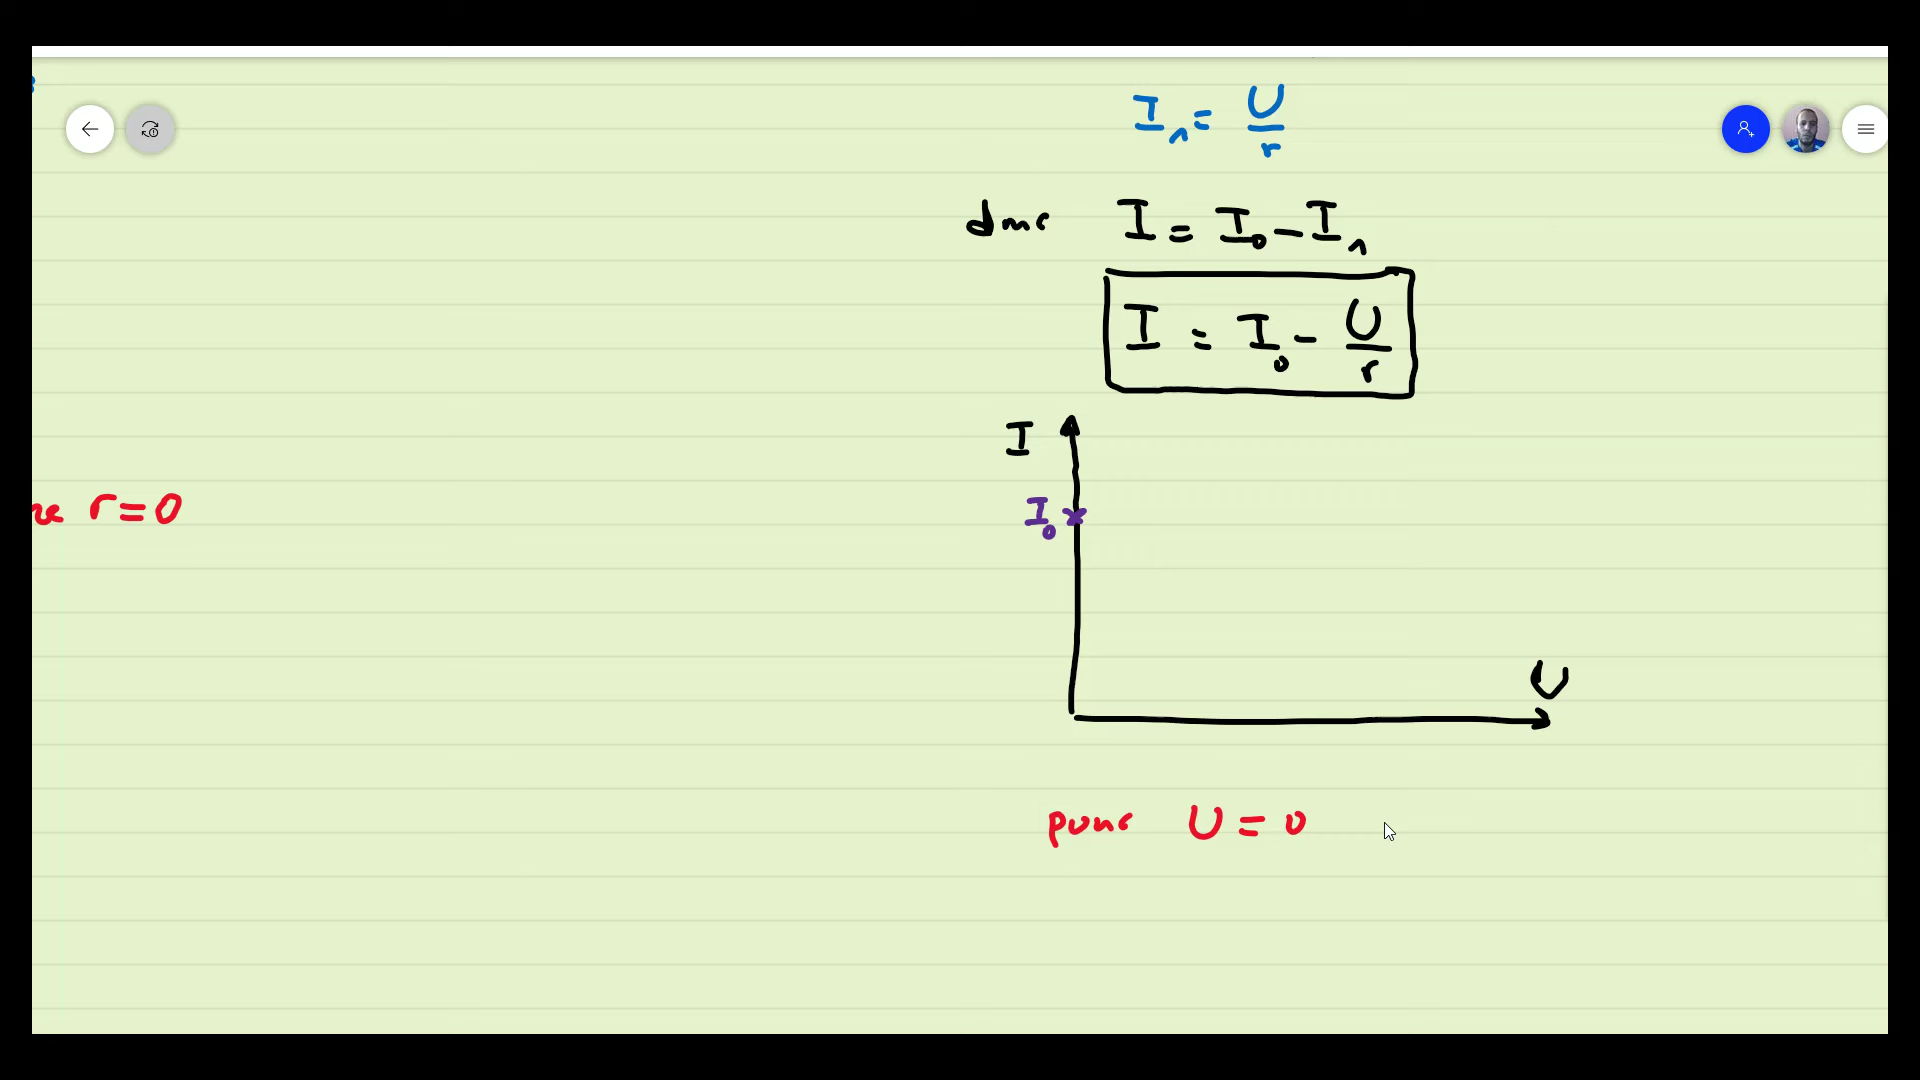 I₁ = U/r
donc I = I₀ - I₁
I = I₀ - U/r
I
I₀
r = 0
U
pour U = 0